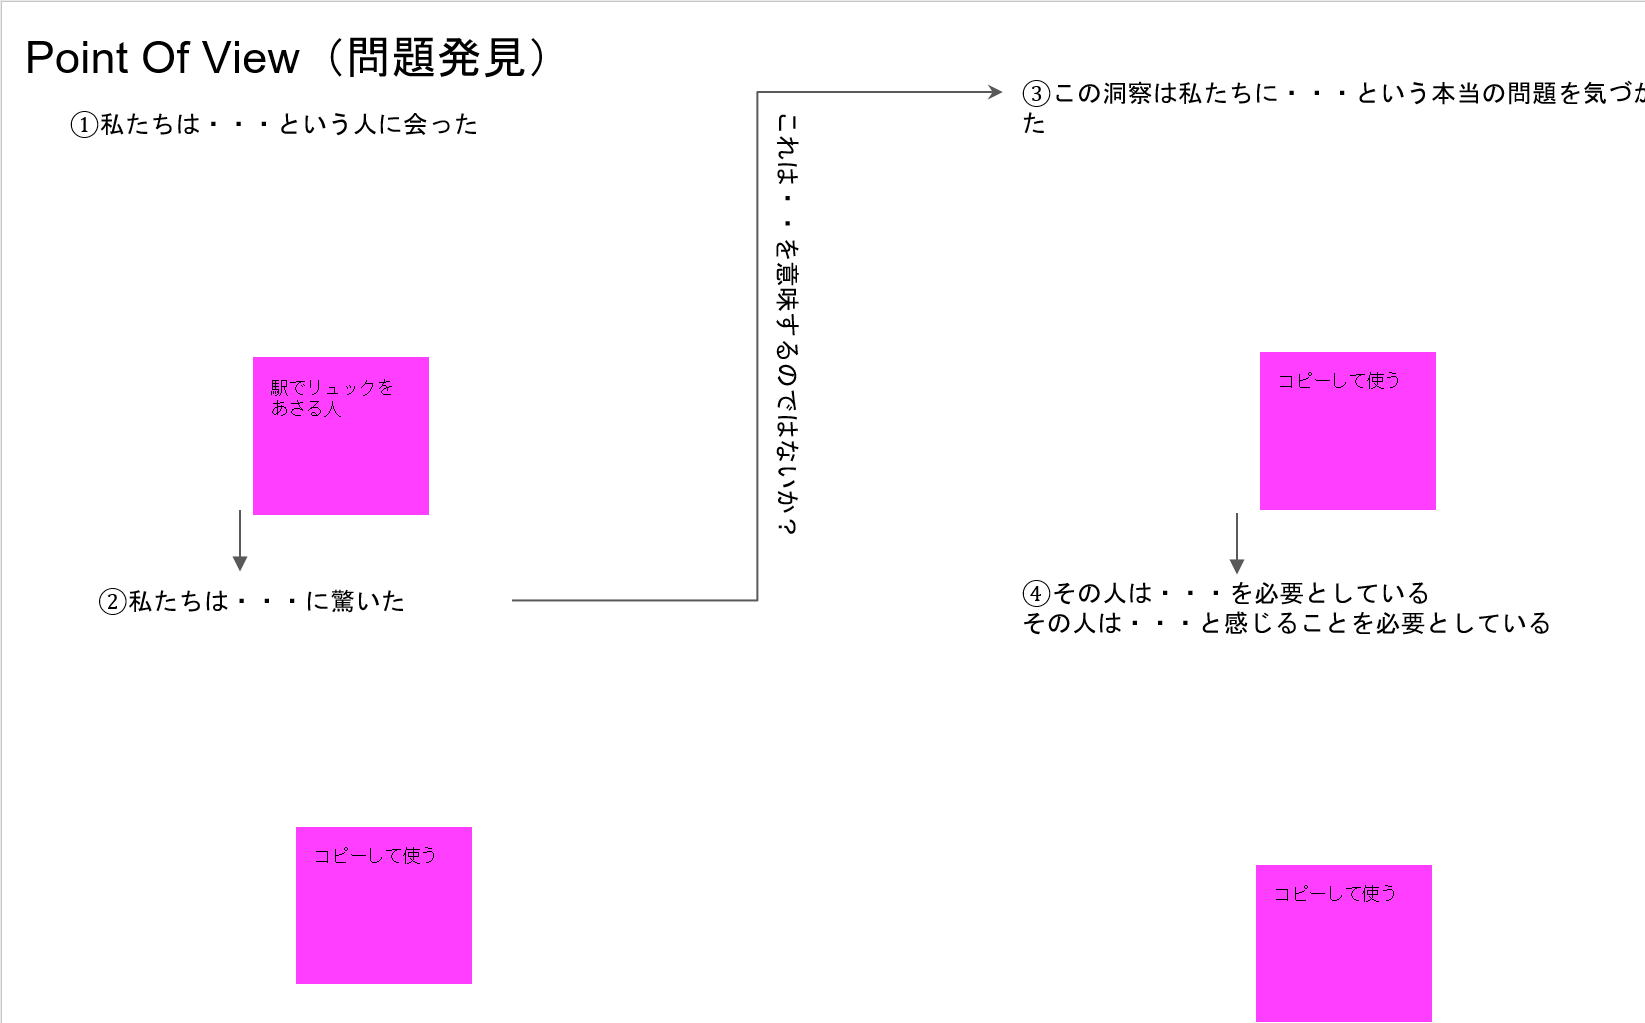 Point Of View（問題発見）
①私たちは・・・という人に会った
駅でリュックを
あさる人
②私たちは・・・に驚いた
コピーして使う
これは・・を意味するのではないか？
③この洞察は私たちに・・・という本当の問題を気づか
た
コピーして使う
④その人は・・・を必要としている
その人は・・・と感じることを必要としている
コピーして使う